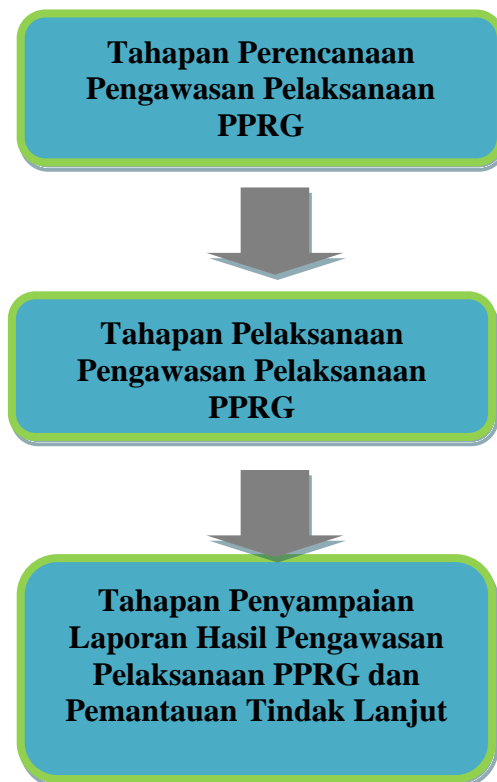 Tahapan Perencanaan
Pengawasan Pelaksanaan
PPRG
Tahapan Pelaksanaan
Pengawasan Pelaksanaan
PPRG
Tahapan Penyampaian
Laporan Hasil Pengawasan
Pelaksanaan PPRG dan
Pemantauan Tindak Lanjut